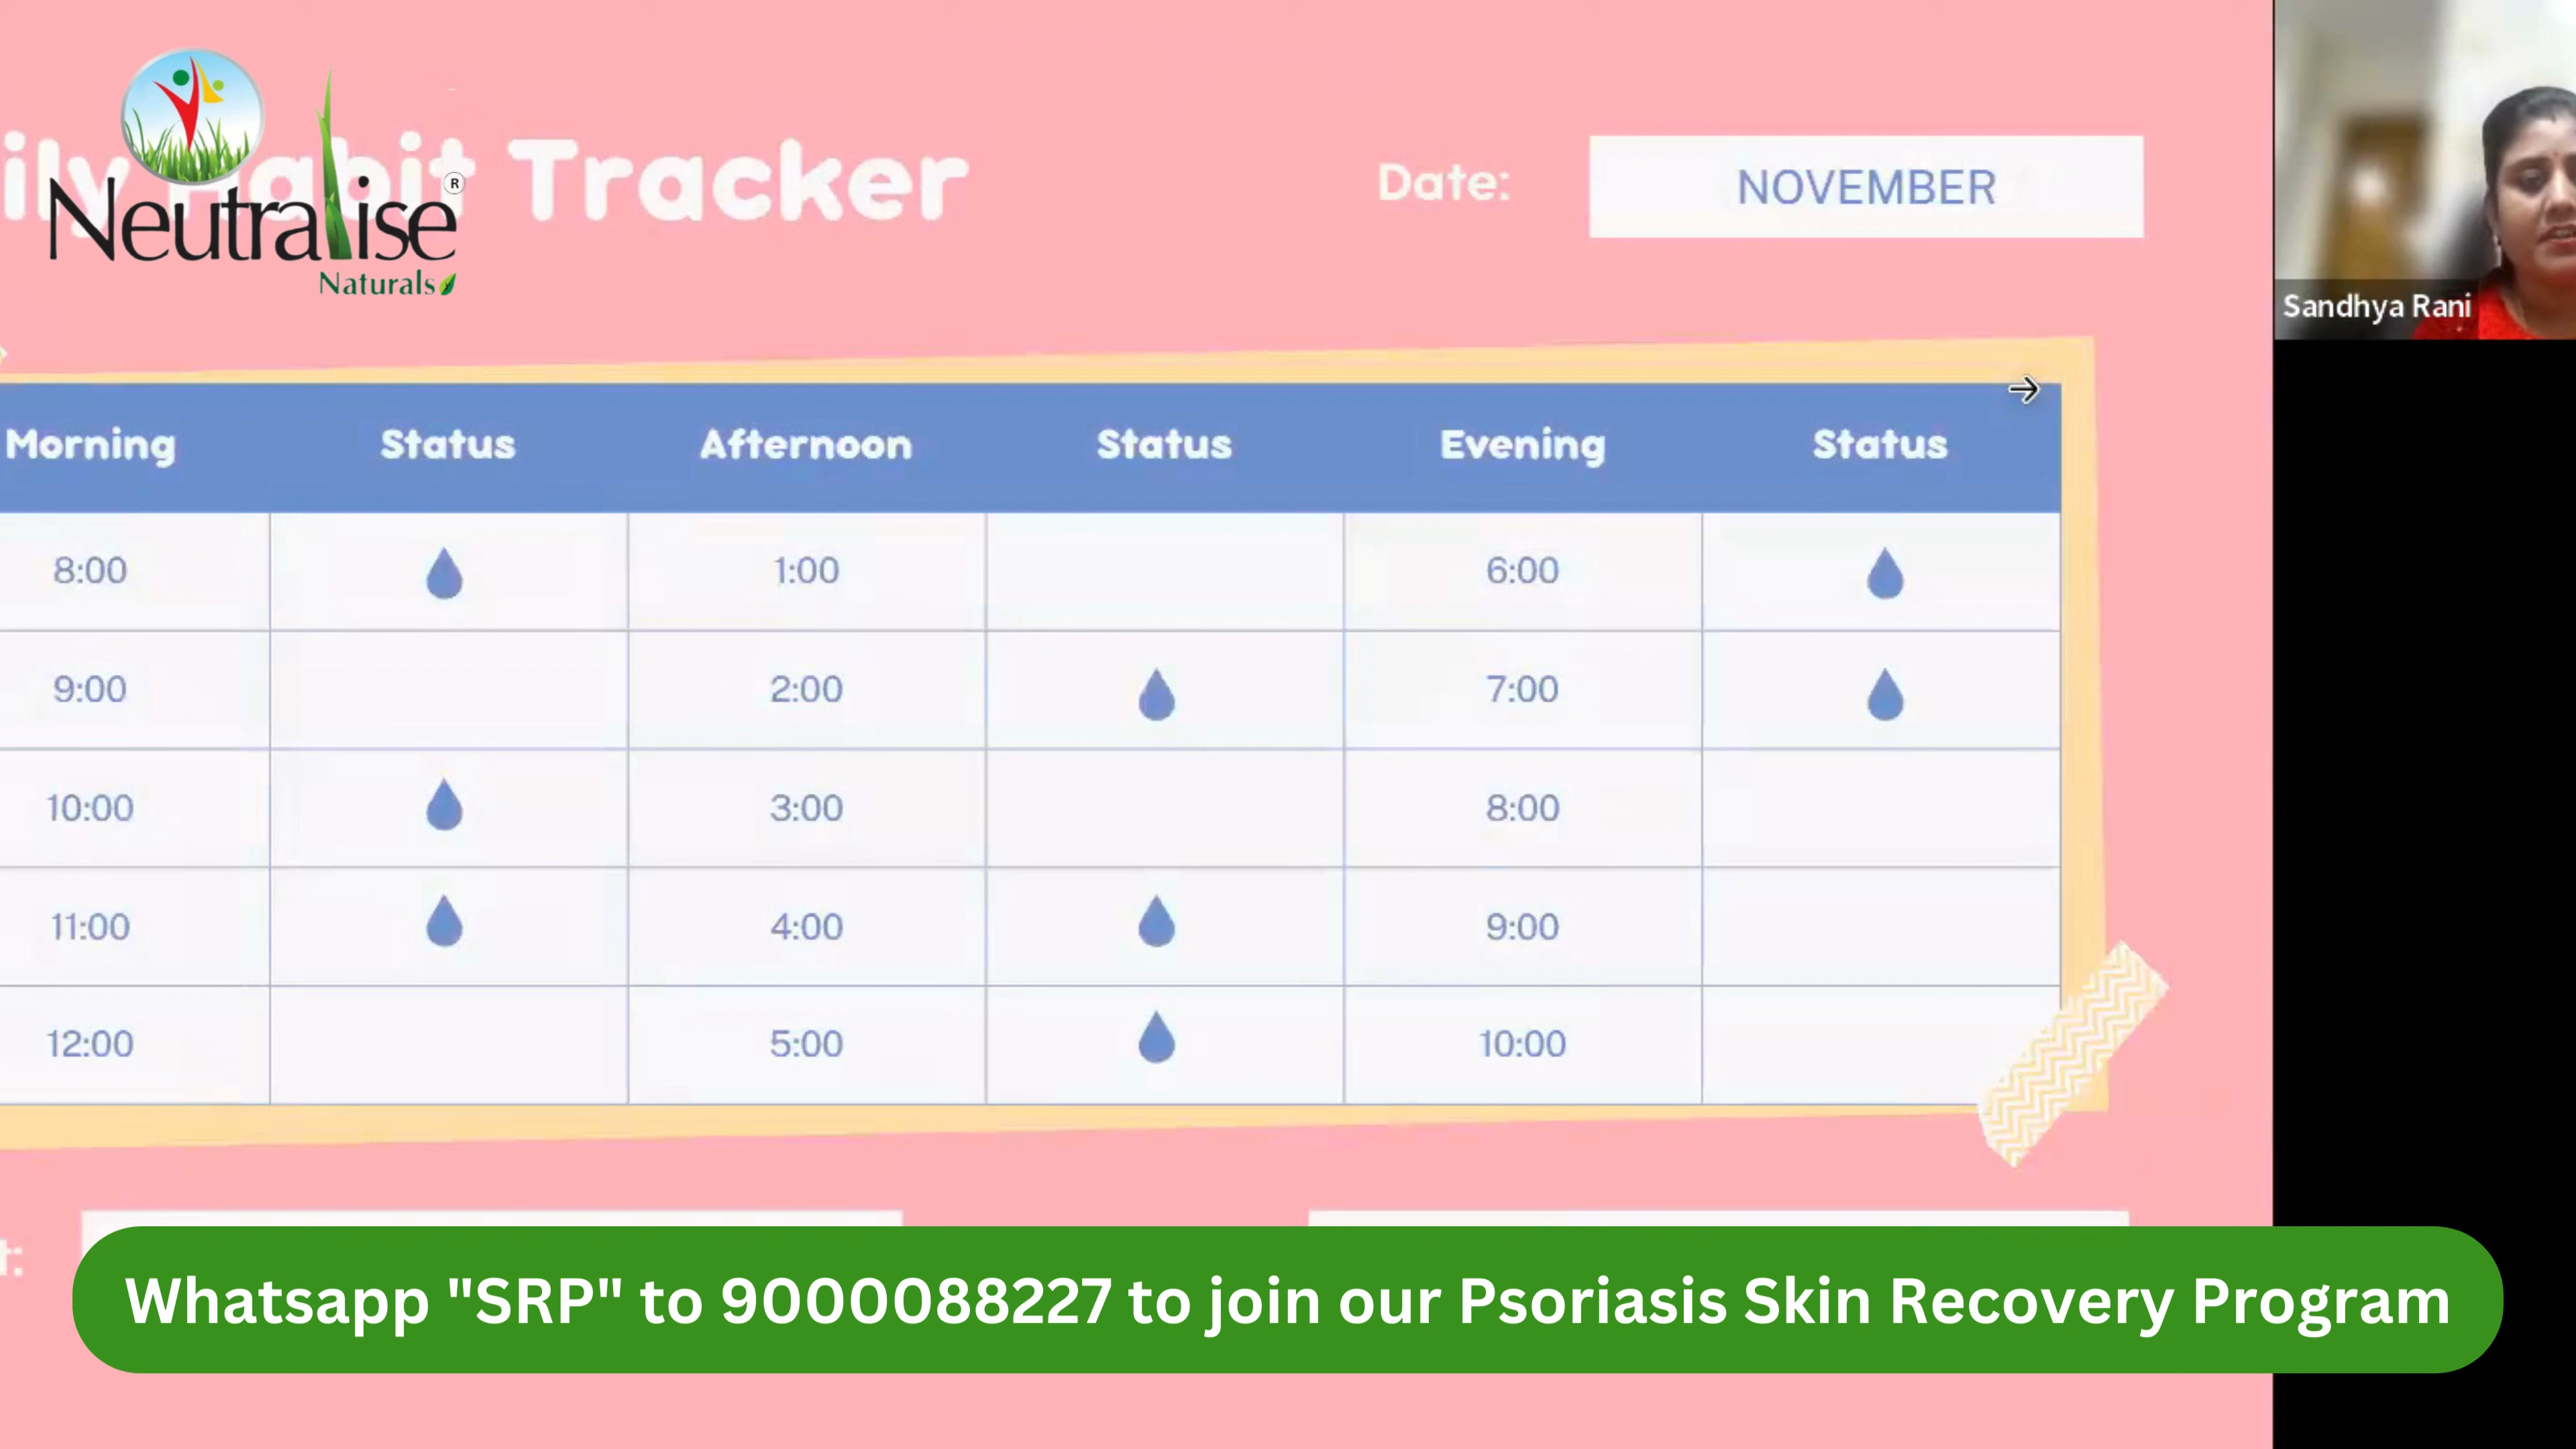 ily Habit Tracker
Neutralise®
Naturals
Date:
NOVEMBER
Sandhya Rani
Morning Status Afternoon Status Evening Status
8:00 1:00 6:00
9:00 2:00 7:00
10:00 3:00 8:00
11:00 4:00 9:00
12:00 5:00 10:00
Whatsapp "SRP" to 9000088227 to join our Psoriasis Skin Recovery Program